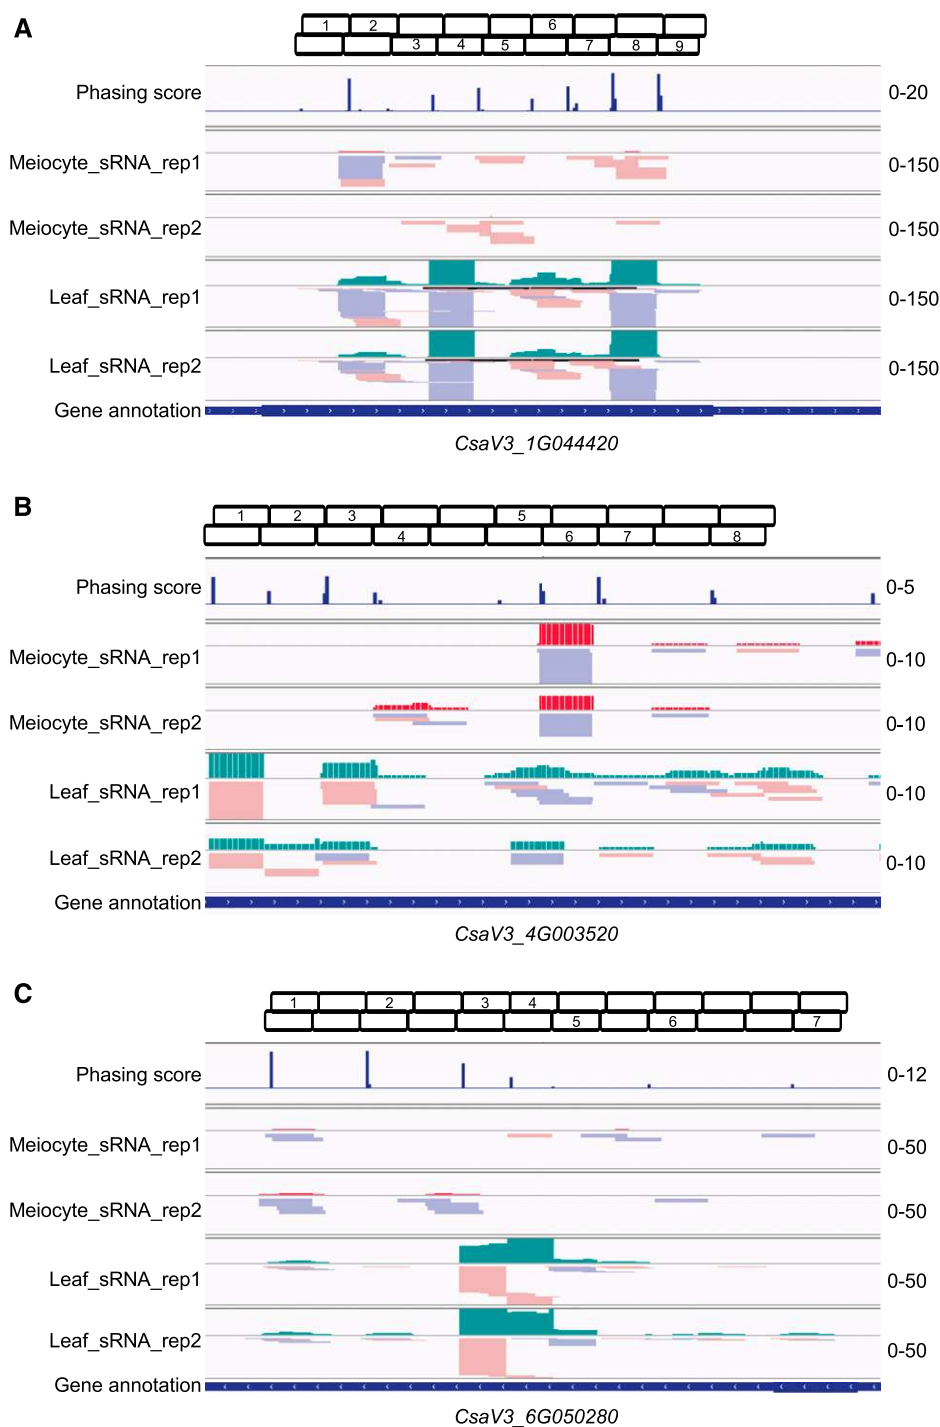 A
1 2 6
3 4 5 7 8 9
Phasing score 0-20
Meiocyte_sRNA_rep1 0-150
Meiocyte_sRNA_rep2 0-150
Leaf_sRNA_rep1 0-150
Leaf_sRNA_rep2 0-150
Gene annotation
CsaV3_1G044420
B
1 2 3 5
4 6 7 8
Phasing score 0-5
Meiocyte_sRNA_rep1 0-10
Meiocyte_sRNA_rep2 0-10
Leaf_sRNA_rep1 0-10
Leaf_sRNA_rep2 0-10
Gene annotation
CsaV3_4G003520
C
1 2 3 4
5 6 7
Phasing score 0-12
Meiocyte_sRNA_rep1 0-50
Meiocyte_sRNA_rep2 0-50
Leaf_sRNA_rep1 0-50
Leaf_sRNA_rep2 0-50
Gene annotation
CsaV3_6G050280